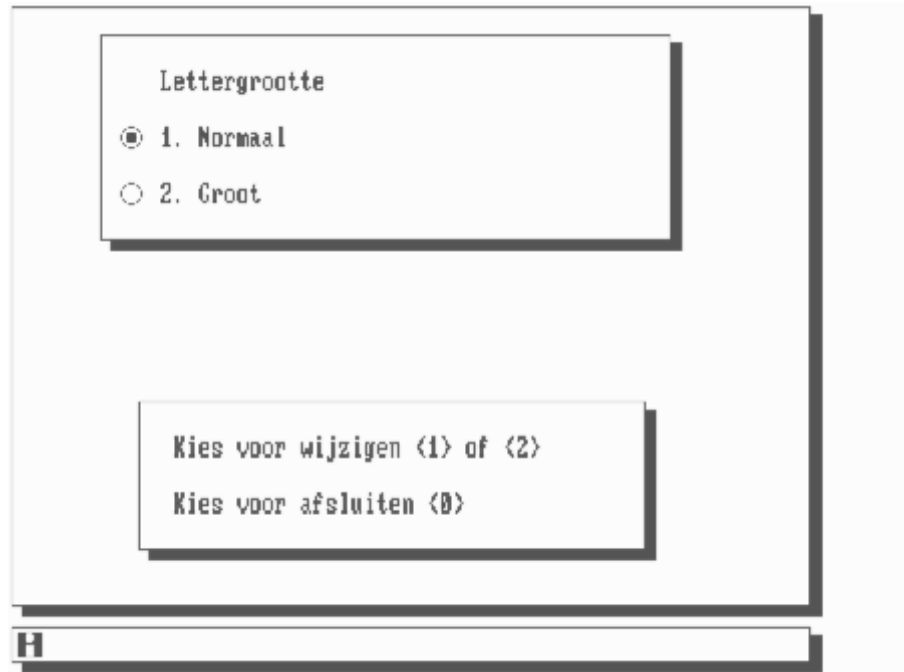 Lettergrootte
1. Normaal
2. Groot
Kies voor wijzigen <1> of <2>
Kies voor afsluiten <0>
H